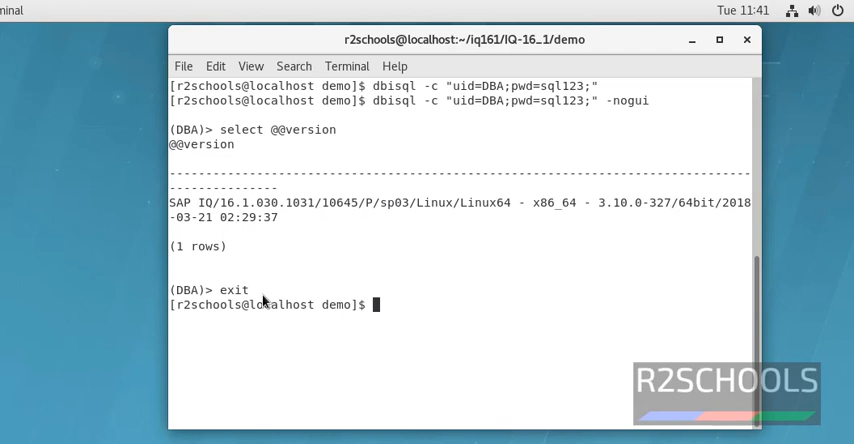 minal
Tue 11:41
r2schools@localhost:~/iq161/IQ-16_1/demo
File Edit View Search Terminal Help
[r2schools@localhost demo]$ dbisql -c "uid=DBA;pwd=sql123;"
[r2schools@localhost demo]$ dbisql -c "uid=DBA;pwd=sql123;" -nogui
(DBA)> select @@version
@@version
--------------------------------------------------------------------------------
---------------
SAP IQ/16.1.030.1031/10645/P/sp03/Linux/Linux64 - x86_64 - 3.10.0-327/64bit/2018
-03-21 02:29:37
(1 rows)
(DBA)> exit
[r2schools@localhost demo]$
R2SCHOOLS